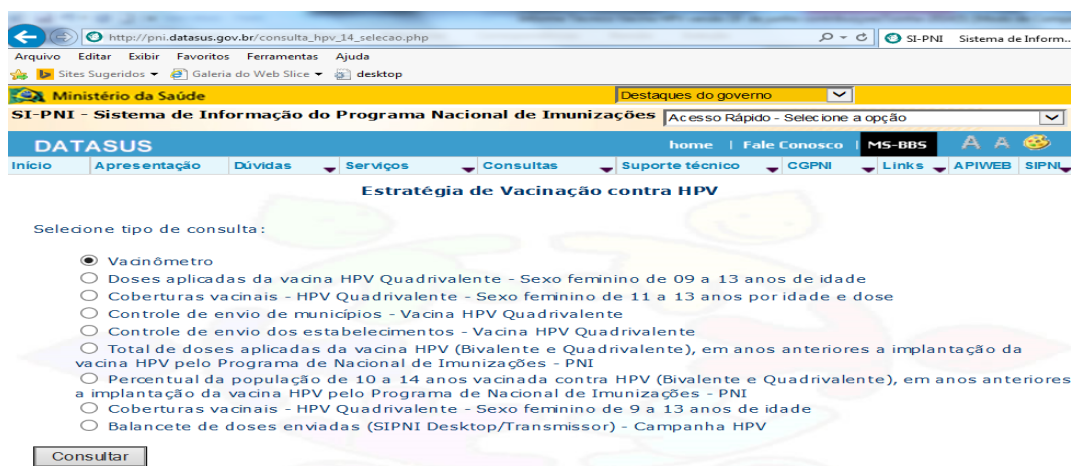 http://pni.datasus.gov.br/consulta_hpv_14_selecao.php
SI-PNI Sistema de Inform...
Arquivo Editar Exibir Favoritos Ferramentas Ajuda
Sites Sugeridos Galeria do Web Slice desktop
Ministério da Saúde Destaques do governo
SI-PNI - Sistema de Informação do Programa Nacional de Imunizações Acesso Rápido - Selecione a opção
DATASUS home | Fale Conosco | MS-BBS A A
Início Apresentação Dúvidas Serviços Consultas Suporte técnico CGPNI Links APIWEB SIPNI
Estratégia de Vacinação contra HPV
Selecione tipo de consulta:
Vacinômetro
Doses aplicadas da vacina HPV Quadrivalente - Sexo feminino de 09 a 13 anos de idade
Coberturas vacinais - HPV Quadrivalente - Sexo feminino de 11 a 13 anos por idade e dose
Controle de envio de municípios - Vacina HPV Quadrivalente
Controle de envio dos estabelecimentos - Vacina HPV Quadrivalente
Total de doses aplicadas da vacina HPV (Bivalente e Quadrivalente), em anos anteriores a implantação da
vacina HPV pelo Programa de Nacional de Imunizações - PNI
Percentual da população de 10 a 14 anos vacinada contra HPV (Bivalente e Quadrivalente), em anos anteriores
a implantação da vacina HPV pelo Programa de Nacional de Imunizações - PNI
Coberturas vacinais - HPV Quadrivalente - Sexo feminino de 9 a 13 anos de idade
Balancete de doses enviadas (SIPNI Desktop/Transmissor) - Campanha HPV
Consultar